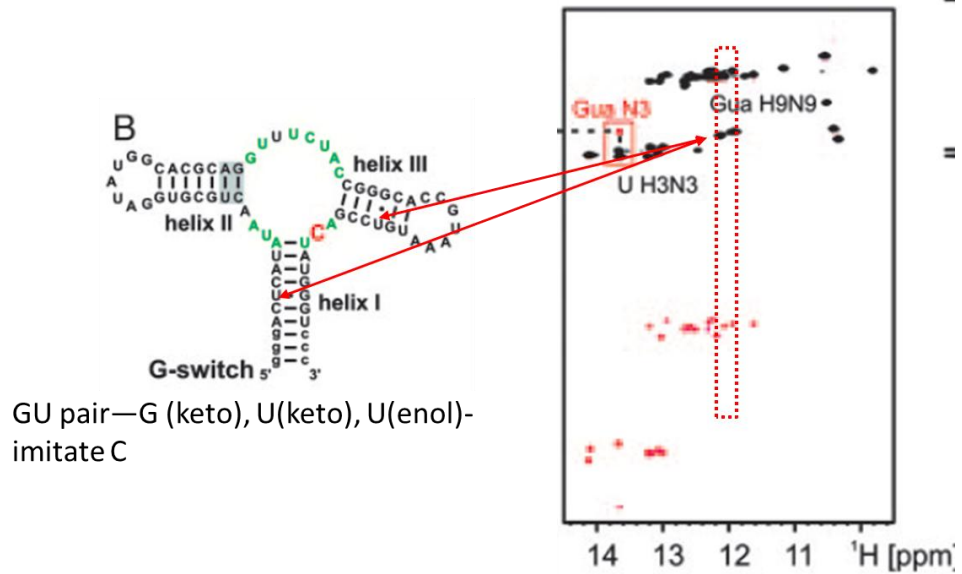 B
G U U U C U A C
U G G C A C G C A G
U A U A G G U G C G U C
helix III
C G G G C A C C G U A A A U G U C C G A
helix II
A A U A
U C
helix I
U A C U C A g g g
A U G G G U C C C
G-switch 5' 3'
GU pair—G (keto), U(keto), U(enol)-
imitate C
Gua N3
Gua H9N9
U H3N3
14 13 12 11 ¹H [ppm]